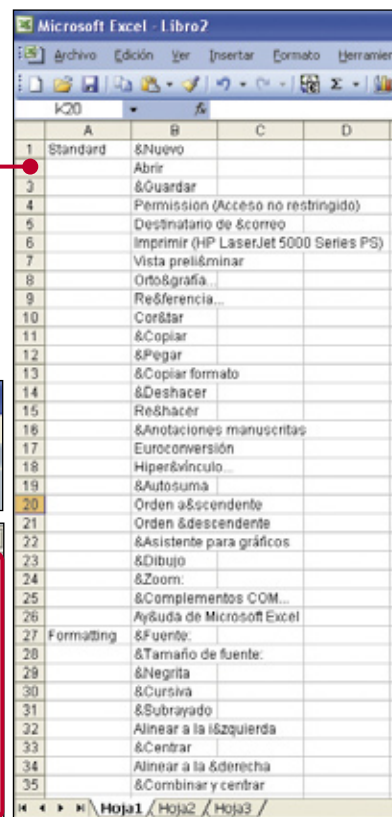 Microsoft Excel - Libro2
Archivo Edición Ver Insertar Formato Herramien
K20 fx
A B C D
1 Standard &Nuevo
2 Abrir
3 &Guardar
4 Permission (Acceso no restringido)
5 Destinatario de &correo
6 Imprimir (HP LaserJet 5000 Series PS)
7 Vista preli&minar
8 Orto&grafía...
9 Re&ferencia...
10 Cor&tar
11 &Copiar
12 &Pegar
13 &Copiar formato
14 &Deshacer
15 Re&hacer
16 &Anotaciones manuscritas
17 Euroconversión
18 Hiper&vínculo...
19 &Autosuma
20 Orden a&scendente
21 Orden &descendente
22 &Asistente para gráficos
23 &Dibujo
24 &Zoom:
25 &Complementos COM...
26 Ay&uda de Microsoft Excel
27 Formatting &Fuente:
28 &Tamaño de fuente:
29 &Negrita
30 &Cursiva
31 &Subrayado
32 Alinear a la i&zquierda
33 &Centrar
34 Alinear a la &derecha
35 &Combinar y centrar
Hoja1 / Hoja2 / Hoja3 /